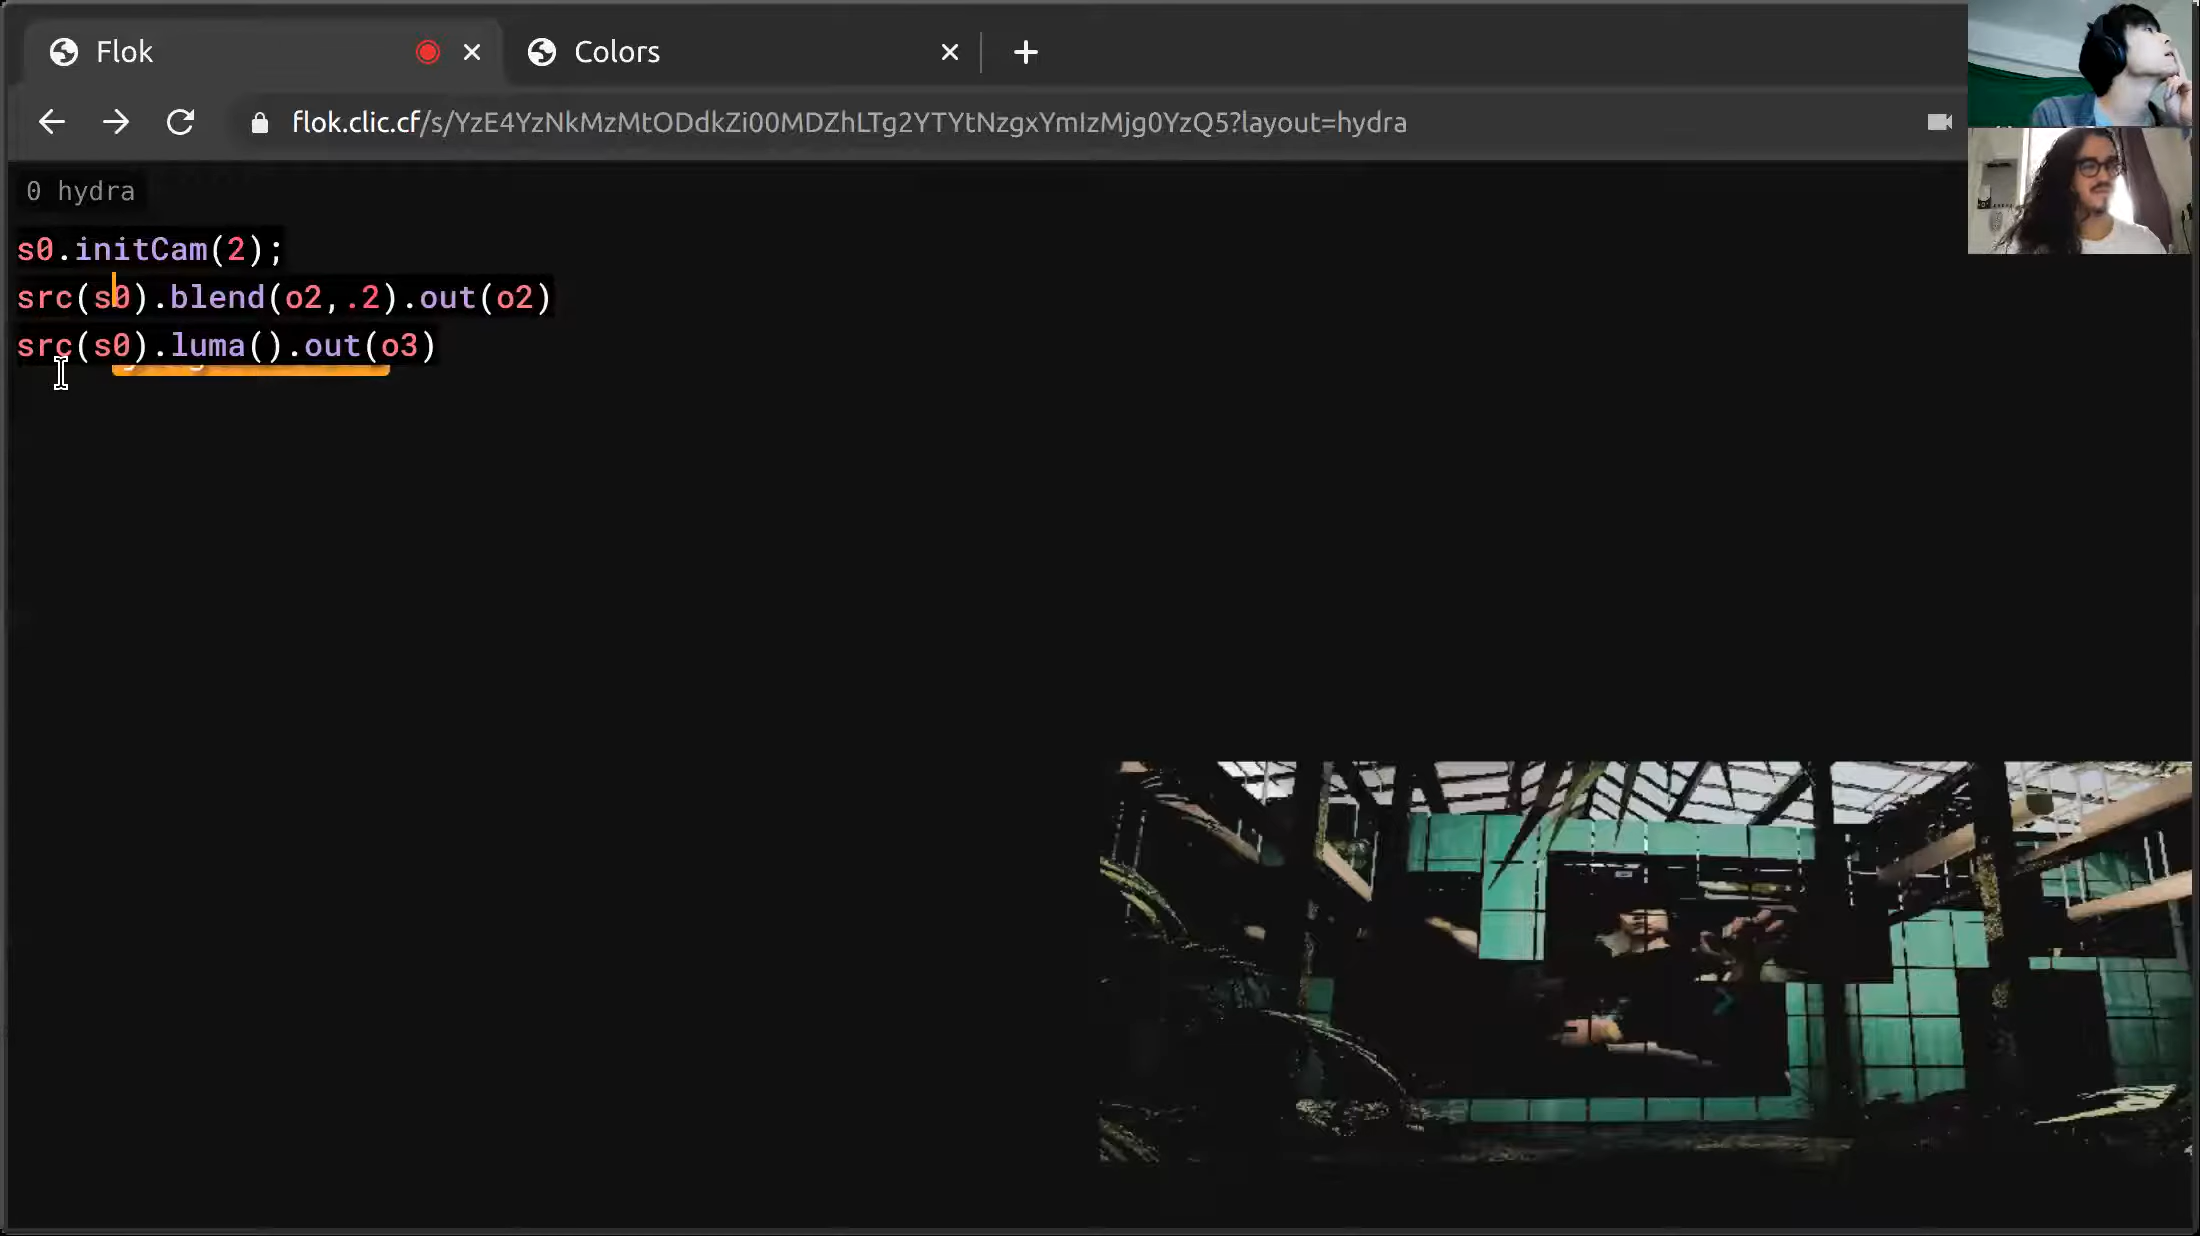 Flok
Colors
flok.clic.cf/s/YzE4YzNkMzMtODdkZi00MDZhLTg2YTYtNzgxYmIzMjg0YzQ5?layout=hydra
0 hydra
s0.initCam(2);
src(s0).blend(o2,.2).out(o2)
src(s0).luma().out(o3)